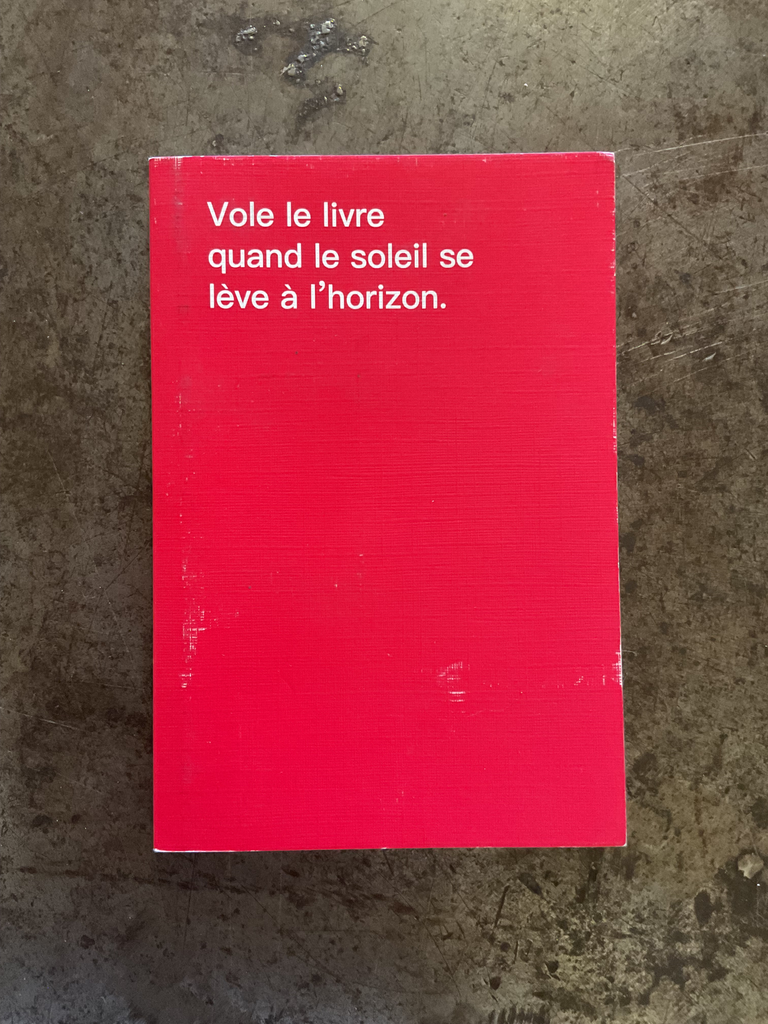 Vole le livre
quand le soleil se
lève à l’horizon.